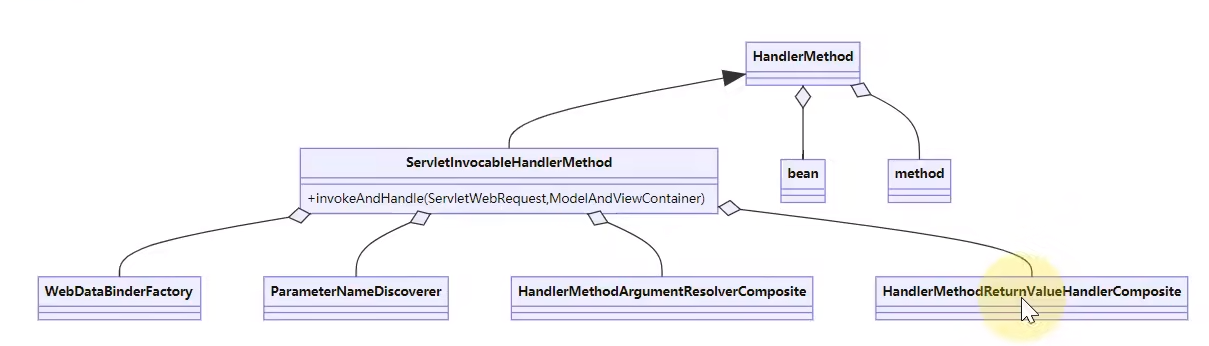 HandlerMethod
ServletInvocableHandlerMethod
+invokeAndHandle(ServletWebRequest,ModelAndViewContainer)
bean
method
WebDataBinderFactory
ParameterNameDiscoverer
HandlerMethodArgumentResolverComposite
HandlerMethodReturnValueHandlerComposite